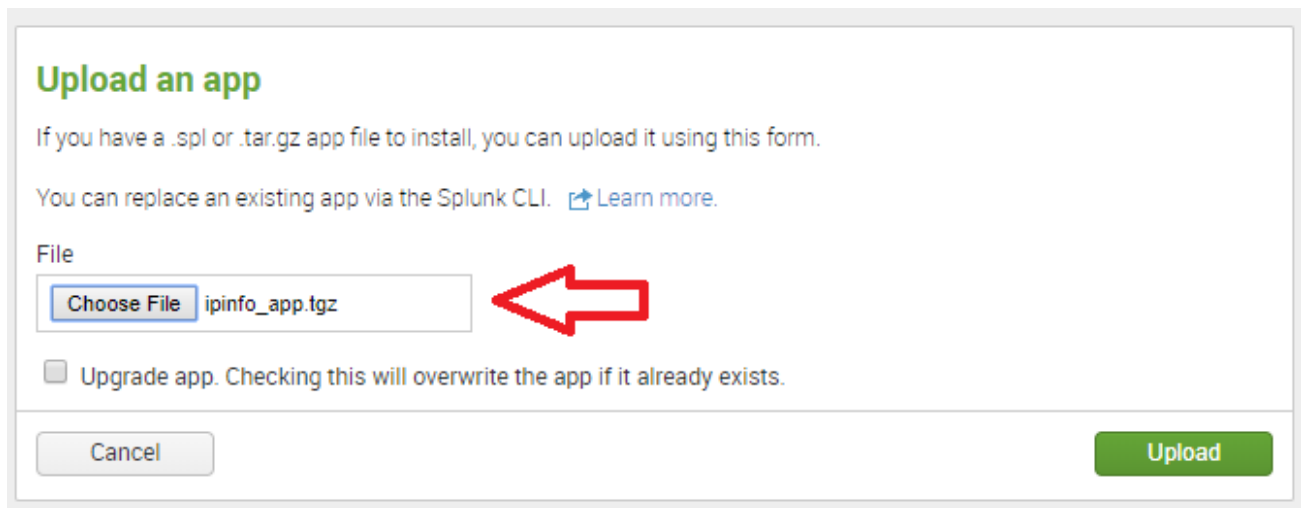 Upload an app
If you have a .spl or .tar.gz app file to install, you can upload it using this form.
You can replace an existing app via the Splunk CLI. Learn more.
File
Choose File ipinfo_app.tgz
Upgrade app. Checking this will overwrite the app if it already exists.
Cancel Upload